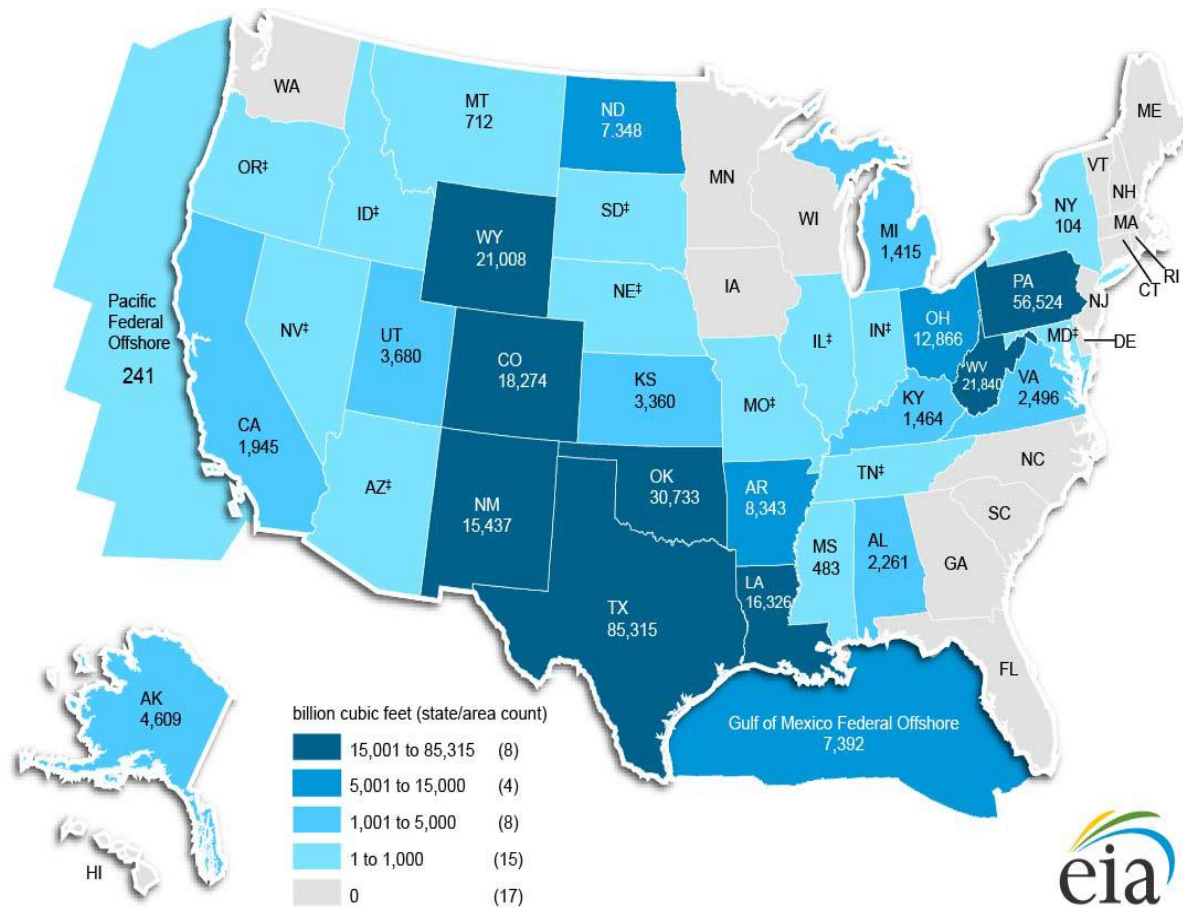 WA
MT
712
ND
7.348
ME
OR‡
MN
VT
NH
ID‡
SD‡
WI
NY
104
MA
WY
21,008
MI
1,415
RI
CT
IA
PA
56,524
NE‡
NJ
Pacific
Federal
Offshore
241
NV‡
UT
3,680
IL‡
IN‡
OH
12,866
MD‡
DE
CO
18,274
WV
21,840
VA
2,496
KS
3,360
MO‡
KY
1,464
CA
1,945
NC
TN‡
AZ‡
OK
30,733
AR
8,343
NM
15,437
SC
MS
483
AL
2,261
GA
LA
16,326
TX
85,315
FL
AK
4,609
Gulf of Mexico Federal Offshore
7,392
HI
billion cubic feet (state/area count)
15,001 to 85,315 (8)
5,001 to 15,000 (4)
1,001 to 5,000 (8)
1 to 1,000 (15)
0 (17)
eia